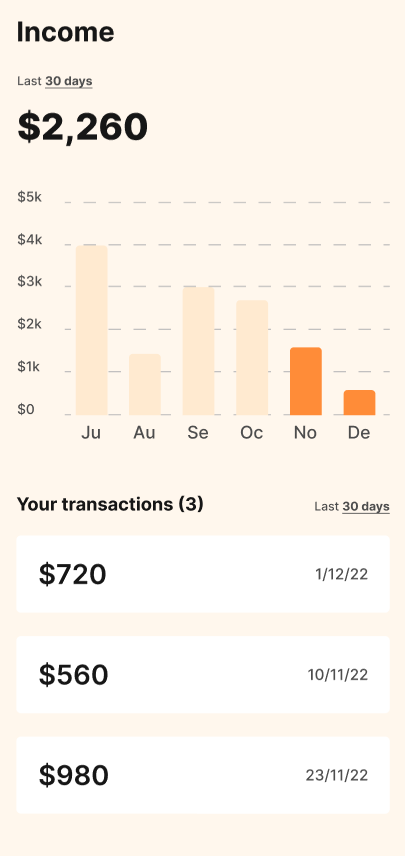 Income
Last 30 days
$2,260
$5k
$4k
$3k
$2k
$1k
$0
Ju Au Se Oc No De
Your transactions (3) Last 30 days
$720 1/12/22
$560 10/11/22
$980 23/11/22